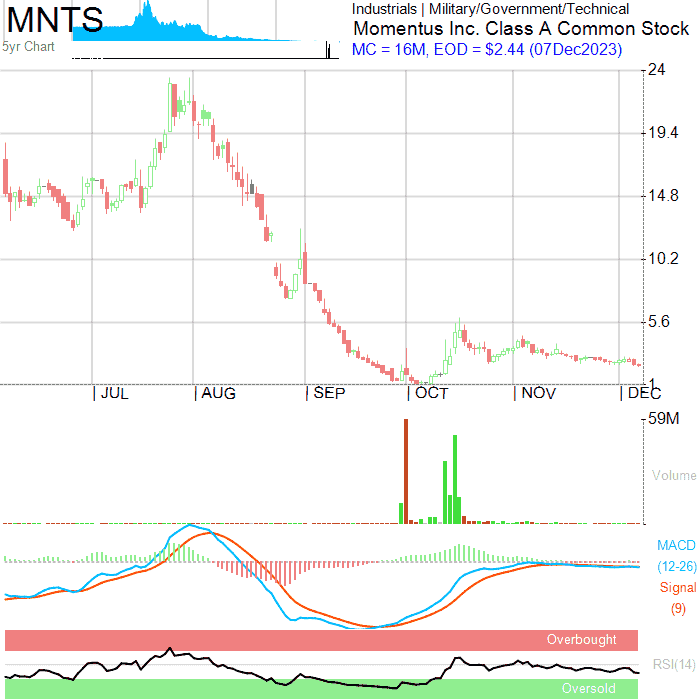 MNTS
5yr Chart
Industrials | Military/Government/Technical
Momentus Inc. Class A Common Stock
MC = 16M, EOD = $2.44 (07Dec2023)
24
19.4
14.8
10.2
5.6
1
JUL
AUG
SEP
OCT
NOV
DEC
59M
Volume
MACD
(12-26)
Signal
(9)
Overbought
RSI(14)
Oversold